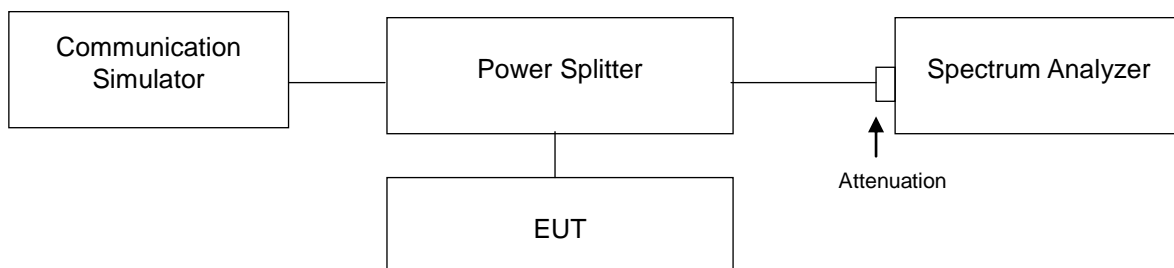 Communication
Simulator
Power Splitter
Spectrum Analyzer
Attenuation
EUT